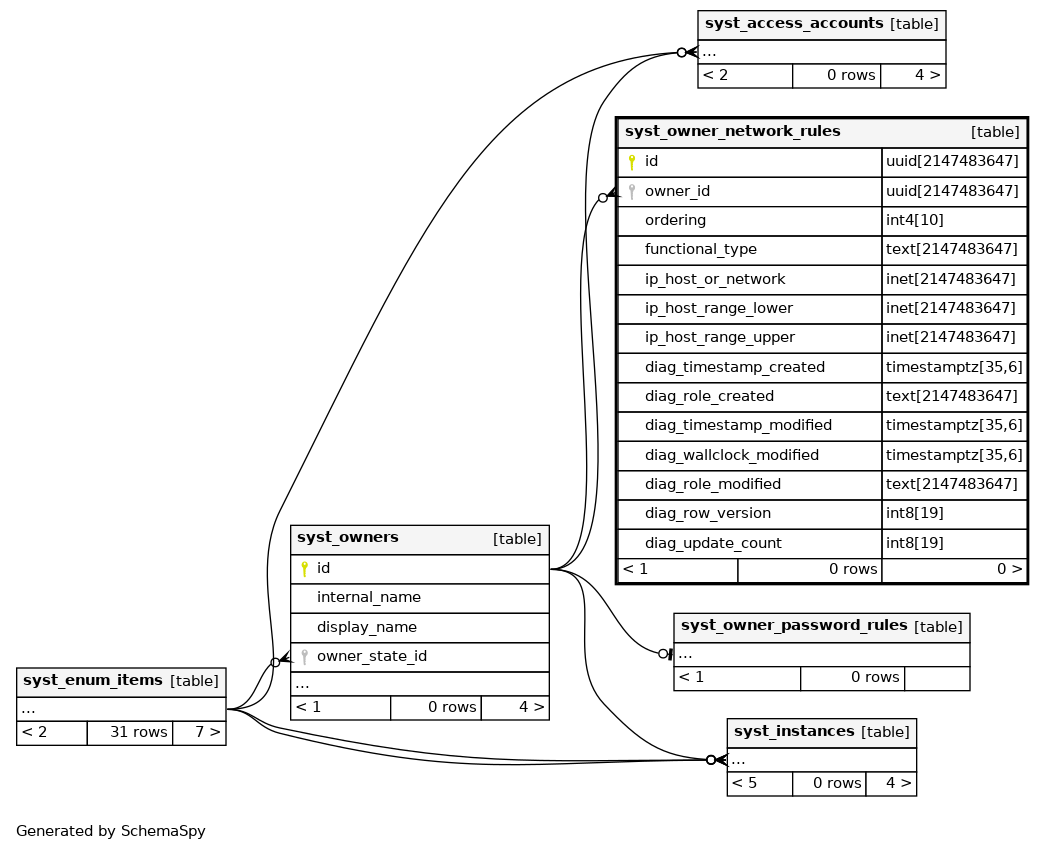 syst_access_accounts [table]
...
< 2 0 rows 4 >
syst_owner_network_rules [table]
id uuid[2147483647]
owner_id uuid[2147483647]
ordering int4[10]
functional_type text[2147483647]
ip_host_or_network inet[2147483647]
ip_host_range_lower inet[2147483647]
ip_host_range_upper inet[2147483647]
diag_timestamp_created timestamptz[35,6]
diag_role_created text[2147483647]
diag_timestamp_modified timestamptz[35,6]
diag_wallclock_modified timestamptz[35,6]
diag_role_modified text[2147483647]
diag_row_version int8[19]
diag_update_count int8[19]
< 1 0 rows 0 >
syst_owners [table]
id
internal_name
display_name
owner_state_id
...
< 1 0 rows 4 >
syst_owner_password_rules [table]
...
< 1 0 rows
syst_enum_items [table]
...
< 2 31 rows 7 >
syst_instances [table]
...
< 5 0 rows 4 >
Generated by SchemaSpy